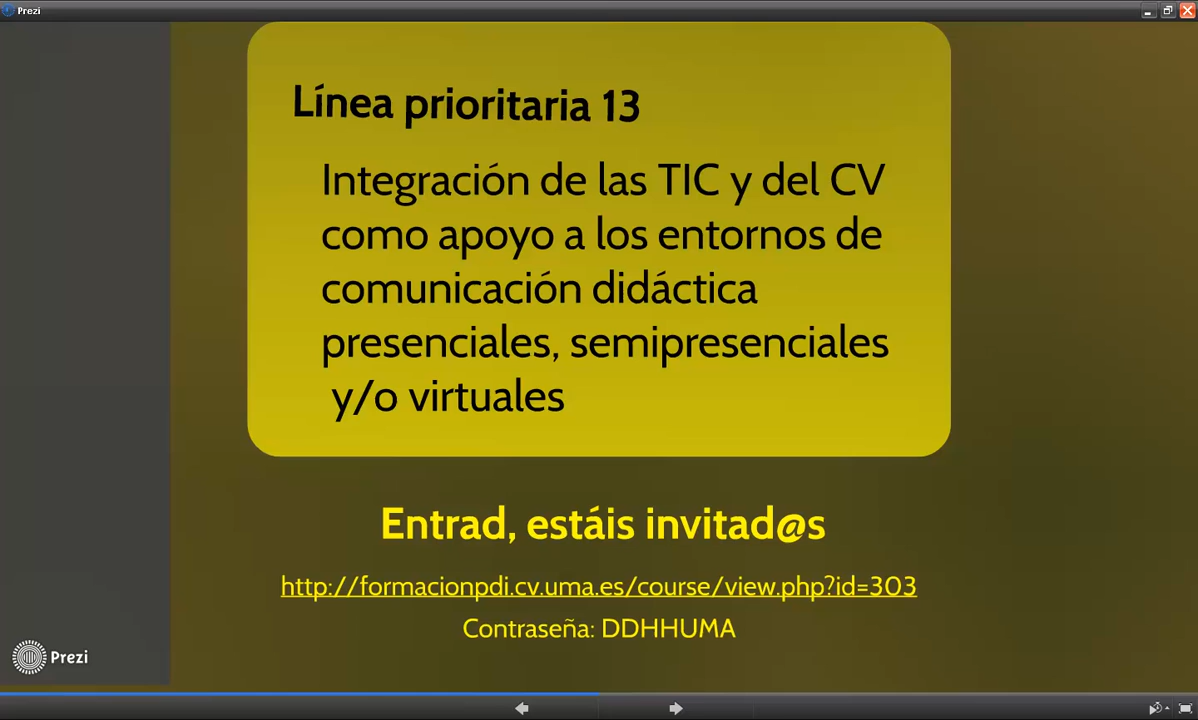 Prezi
Línea prioritaria 13
Integración de las TIC y del CV
como apoyo a los entornos de
comunicación didáctica
presenciales, semipresenciales
y/o virtuales
Entrad, estáis invitad@s
http://formacionpdi.cv.uma.es/course/view.php?id=303
Contraseña: DDHHUMA
Prezi